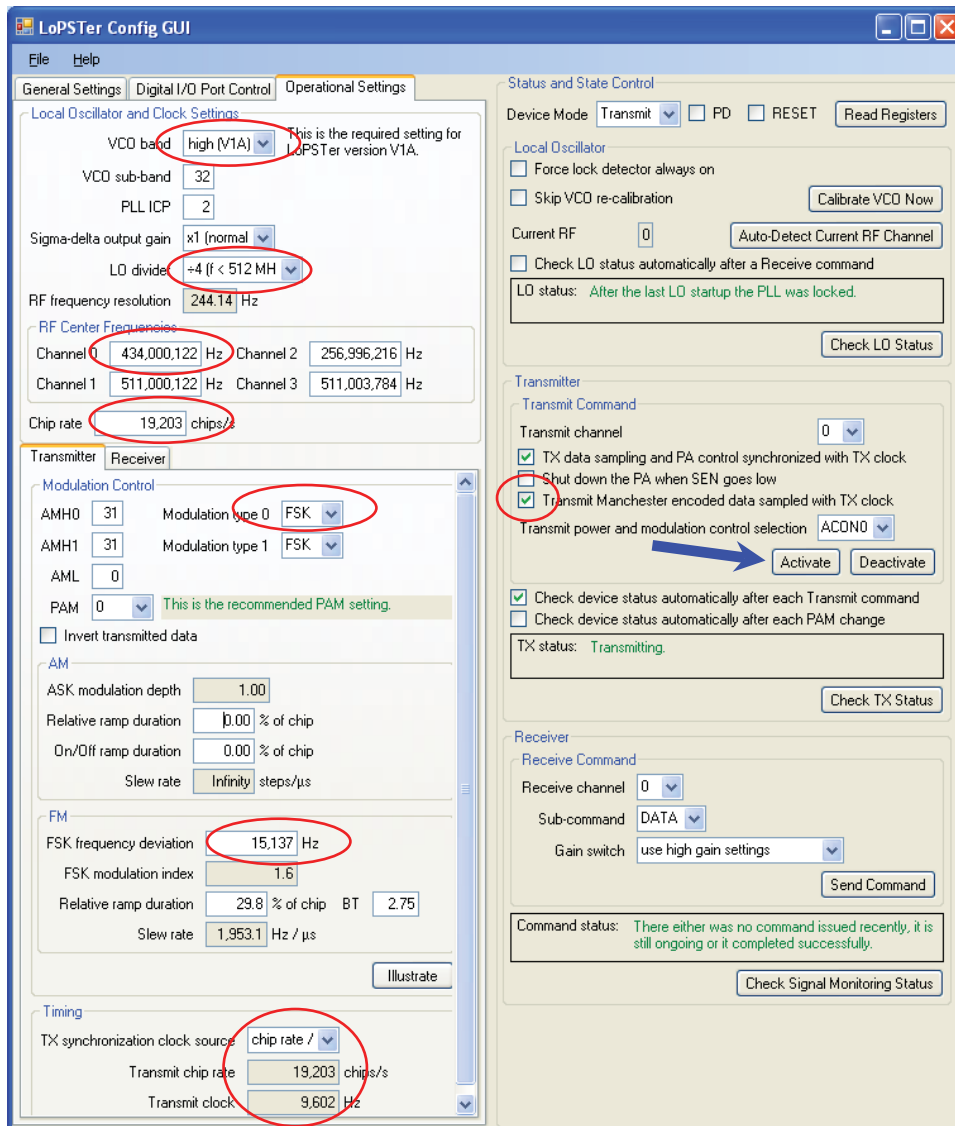 LoPSTer Config GUI
File Help
General Settings Digital I/O Port Control Operational Settings
Local Oscillator and Clock Settings
VCO band high (V1A) This is the required setting for
LoPSTer version V1A.
VCO sub-band 32
PLL ICP 2
Sigma-delta output gain x1 (normal
LO divider ÷4 (f < 512 MH
RF frequency resolution 244.14 Hz
RF Center Frequencies
Channel 0 434,000,122 Hz Channel 2 256,996,216 Hz
Channel 1 511,000,122 Hz Channel 3 511,003,784 Hz
Chip rate 19,203 chips/s
Transmitter Receiver
Modulation Control
AMH0 31 Modulation type 0 FSK
AMH1 31 Modulation type 1 FSK
AML 0
PAM 0 This is the recommended PAM setting.
Invert transmitted data
AM
ASK modulation depth 1.00
Relative ramp duration 0.00 % of chip
On/Off ramp duration 0.00 % of chip
Slew rate Infinity steps/µs
FM
FSK frequency deviation 15,137 Hz
FSK modulation index 1.6
Relative ramp duration 29.8 % of chip BT 2.75
Slew rate 1,953.1 Hz / µs
Illustrate
Timing
TX synchronization clock source chip rate /
Transmit chip rate 19,203 chips/s
Transmit clock 9,602 Hz
Status and State Control
Device Mode Transmit PD RESET Read Registers
Local Oscillator
Force lock detector always on
Skip VCO re-calibration Calibrate VCO Now
Current RF 0 Auto-Detect Current RF Channel
Check LO status automatically after a Receive command
LO status: After the last LO startup the PLL was locked.
Check LO Status
Transmitter
Transmit Command
Transmit channel 0
TX data sampling and PA control synchronized with TX clock
Shut down the PA when SEN goes low
Transmit Manchester encoded data sampled with TX clock
Transmit power and modulation control selection ACON0
Activate Deactivate
Check device status automatically after each Transmit command
Check device status automatically after each PAM change
TX status: Transmitting.
Check TX Status
Receiver
Receive Command
Receive channel 0
Sub-command DATA
Gain switch use high gain settings
Send Command
Command status: There either was no command issued recently, it is
still ongoing or it completed successfully.
Check Signal Monitoring Status